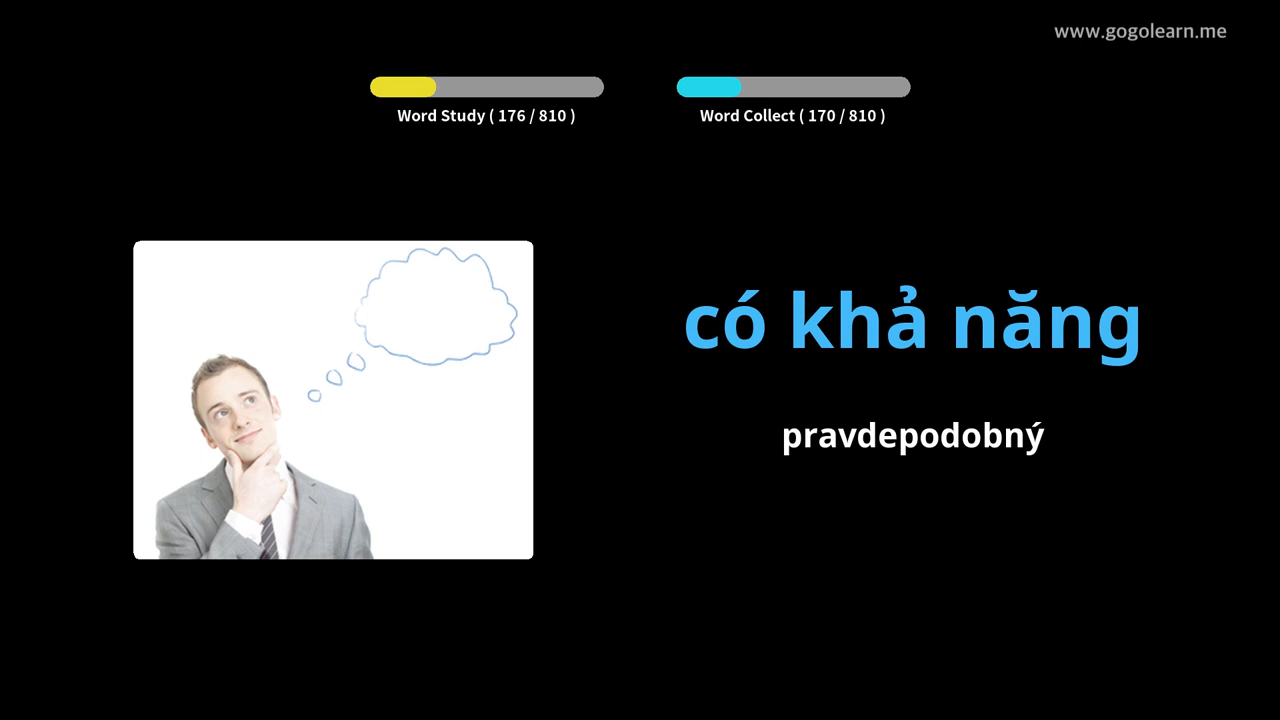 www.gogolearn.me
Word Study ( 176 / 810 )
Word Collect ( 170 / 810 )
có khả năng
pravdepodobný